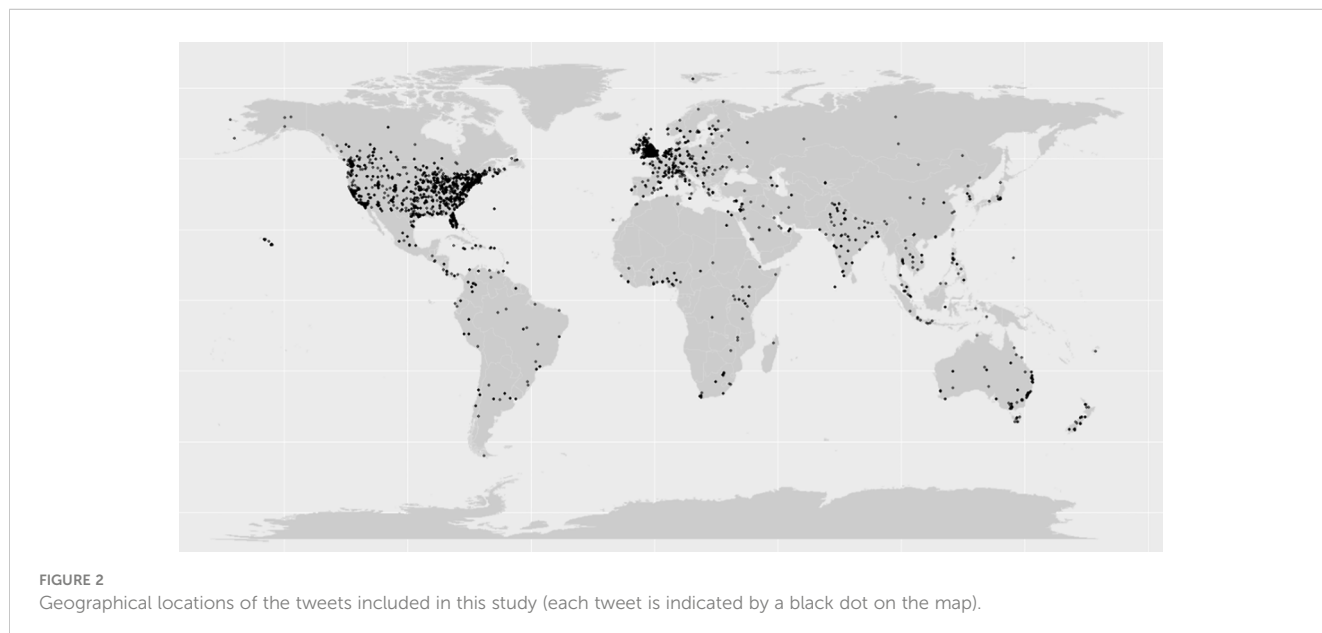 FIGURE 2
Geographical locations of the tweets included in this study (each tweet is indicated by a black dot on the map).